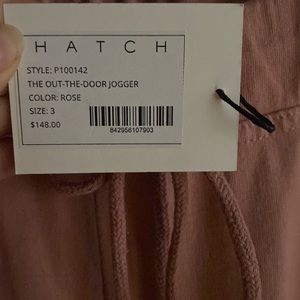 HATCH
STYLE: P100142
THE OUT-THE-DOOR JOGGER
COLOR: ROSE
SIZE: 3
$148.00
842956107903